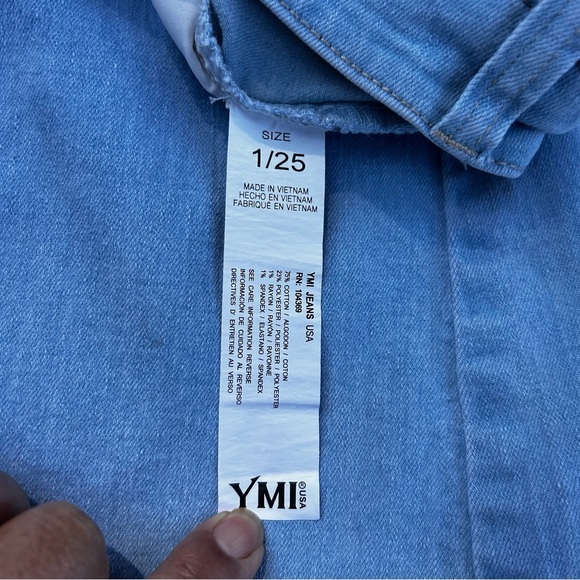 SIZE
1/25
MADE IN VIETNAM
HECHO EN VIETNAM
FABRIQUÉ EN VIETNAM
YMI JEANS USA
RN: 104369
75% COTTON / ALGODON / COTON
23% POLYESTER / POLIESTER / POLYESTER
1% RAYON / RAYON / RAYONNE
1% SPANDEX / ELASTANO / SPANDEX
SEE CARE INFORMATION REVERSE
INFORMACIÓN DE CUIDADO AL REVERSO
DIRECTIVES D' ENTRETIEN AU VERSO
YMI®USA